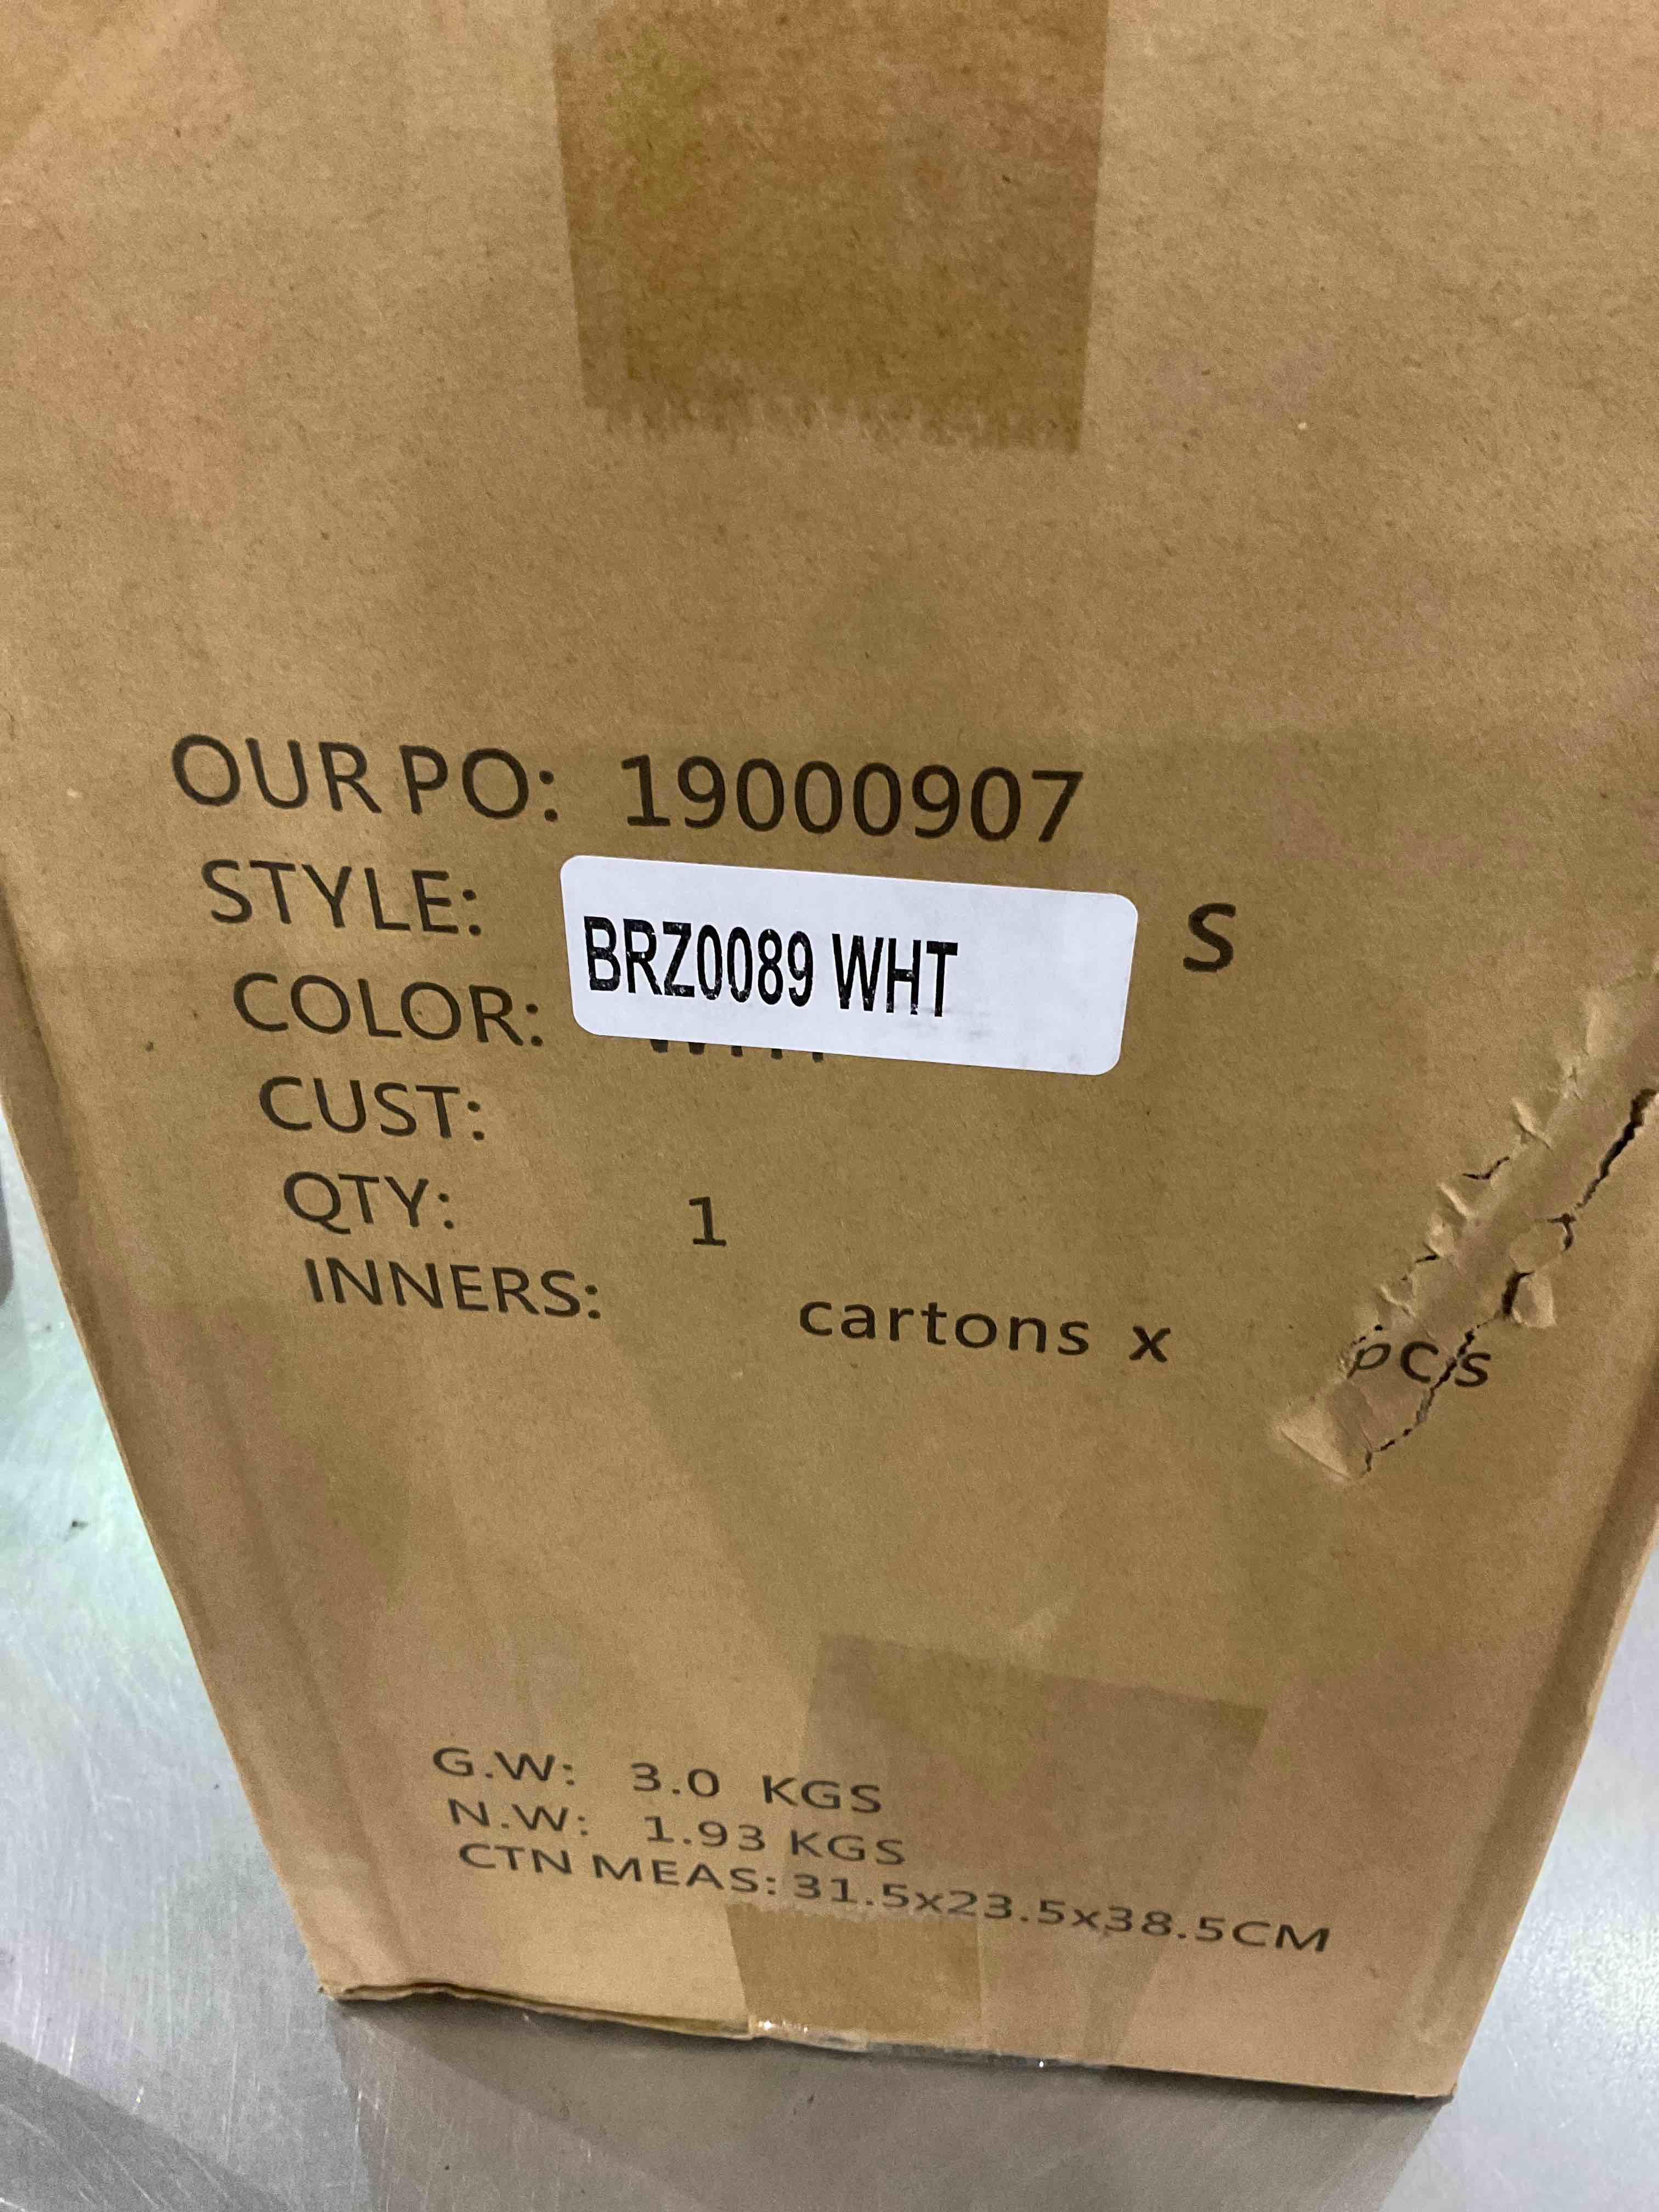 OUR PO: 19000907
STYLE: S
BRZ0089 WHT
COLOR:
CUST:
QTY: 1
INNERS: cartons x pcs
G.W: 3.0 KGS
N.W: 1.93 KGS
CTN MEAS: 31.5x23.5x38.5CM